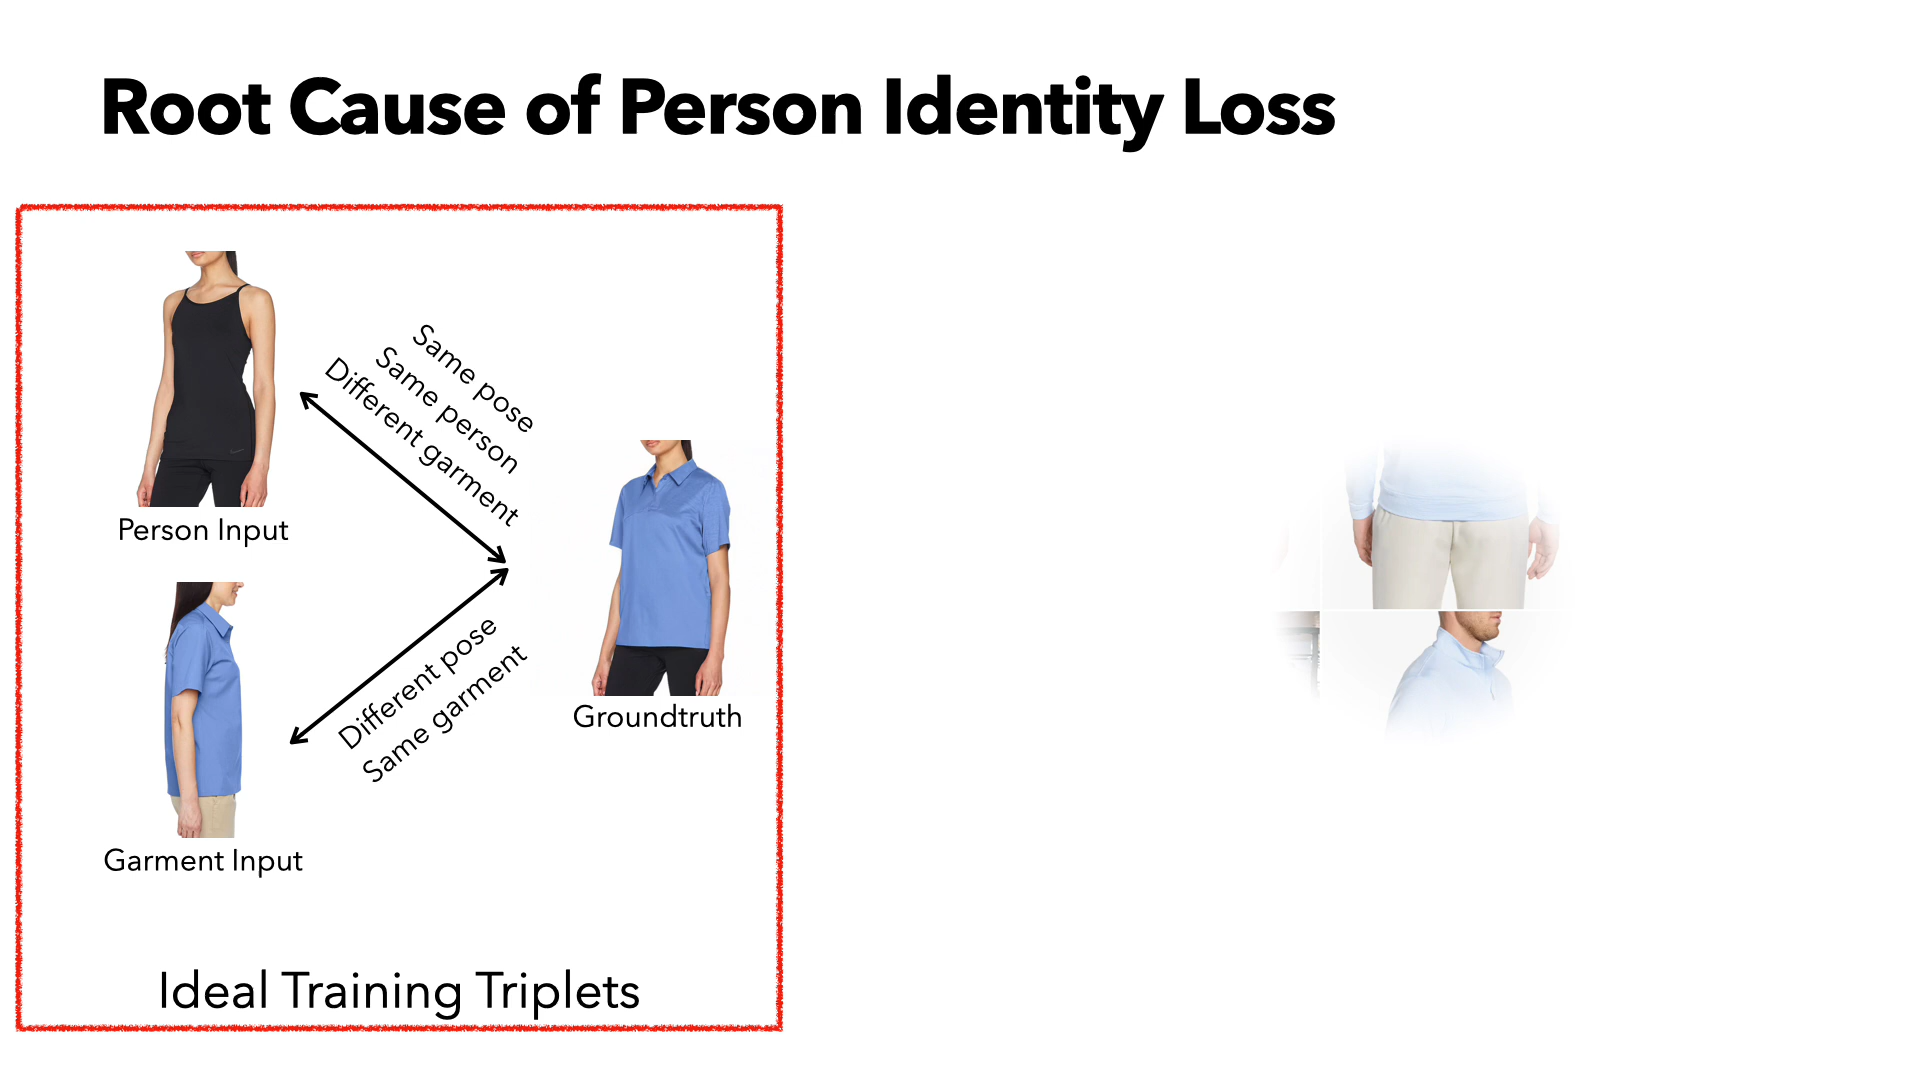 Root Cause of Person Identity Loss
Same pose
Same person
Different garment
Person Input
Different pose
Same garment
Groundtruth
Garment Input
Ideal Training Triplets